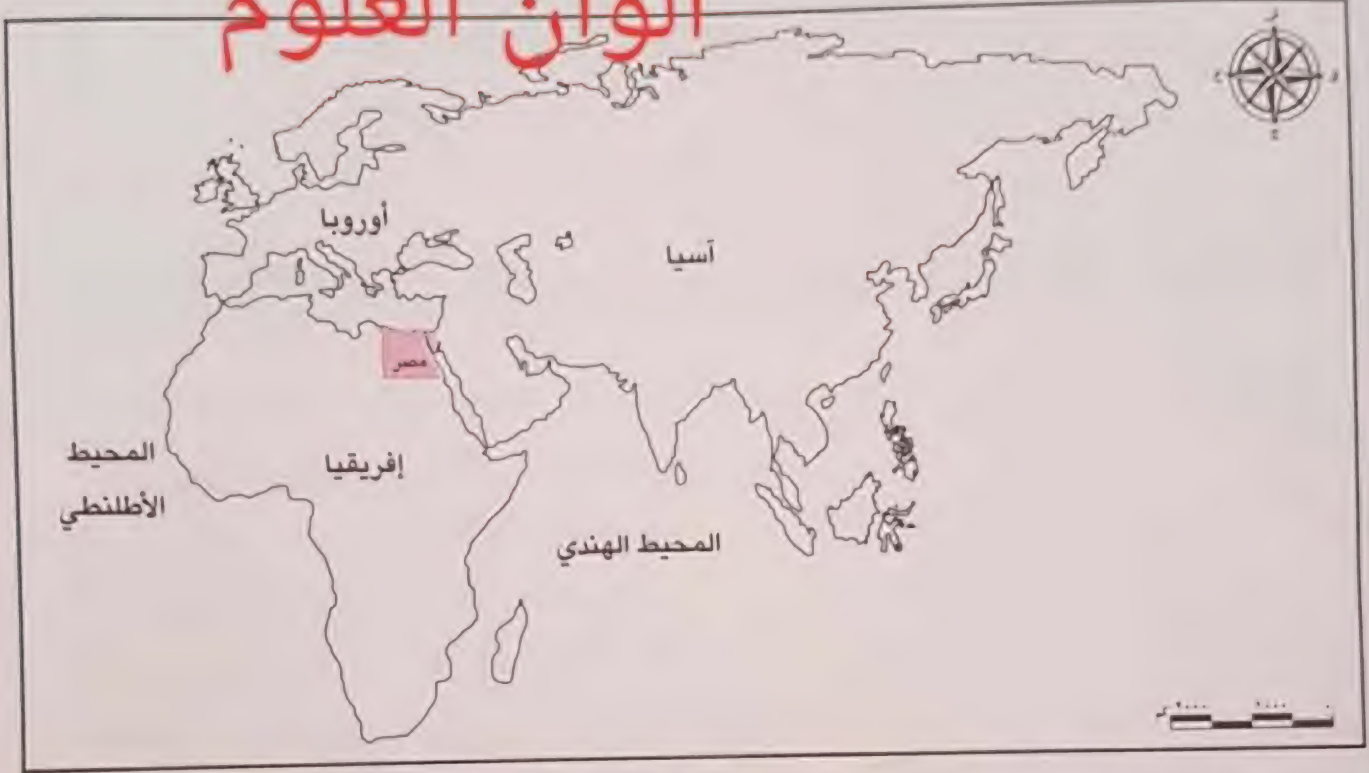 ألوان العلوم
أوروبا
آسيا
مصر
إفريقيا
المحيط
الأطلنطي
المحيط الهندي